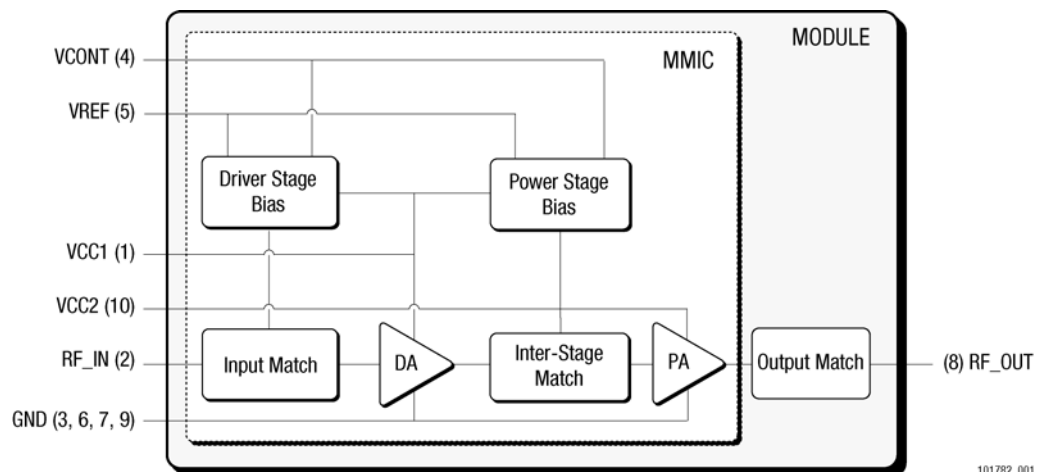 MODULE
MMIC
VCONT (4)
VREF (5)
Driver Stage
Bias
Power Stage
Bias
VCC1 (1)
VCC2 (10)
RF_IN (2)
Input Match
DA
Inter-Stage
Match
PA
Output Match
(8) RF_OUT
GND (3, 6, 7, 9)
101782_001